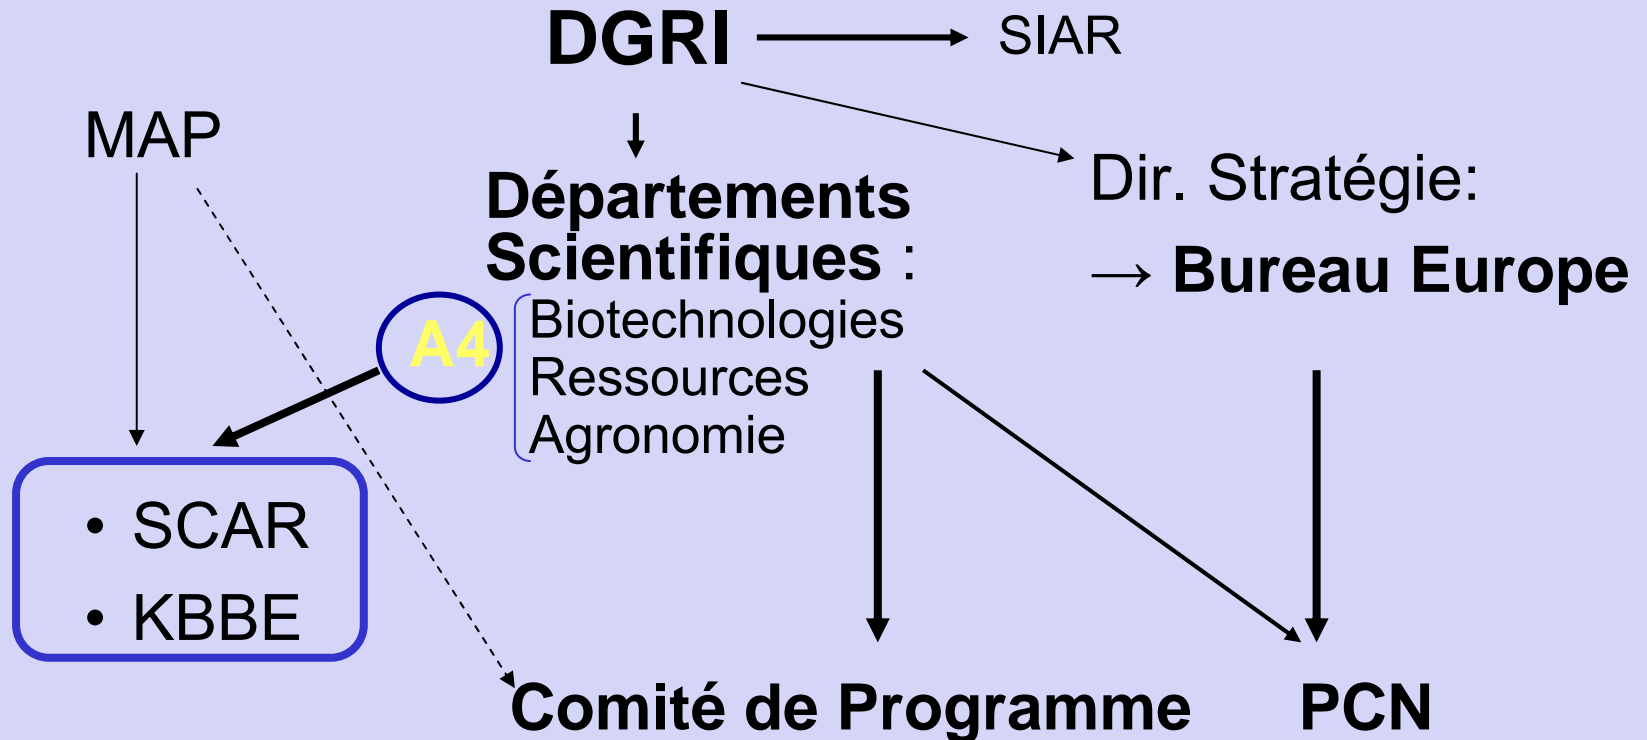 DGRI
SIAR
MAP
Départements
Scientifiques :
Dir. Stratégie:
→ Bureau Europe
A4
Biotechnologies
Ressources
Agronomie
• SCAR
• KBBE
Comité de Programme
PCN